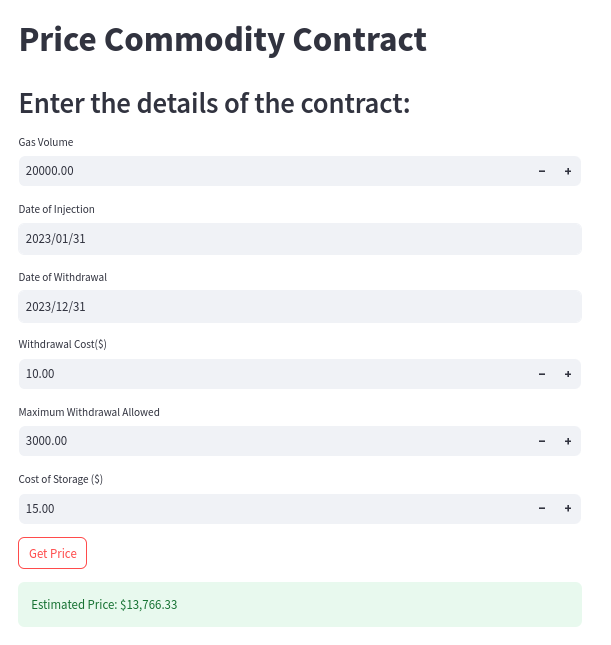 Price Commodity Contract
Enter the details of the contract:
Gas Volume
20000.00 − +
Date of Injection
2023/01/31
Date of Withdrawal
2023/12/31
Withdrawal Cost($)
10.00 − +
Maximum Withdrawal Allowed
3000.00 − +
Cost of Storage ($)
15.00 − +
Get Price
Estimated Price: $13,766.33